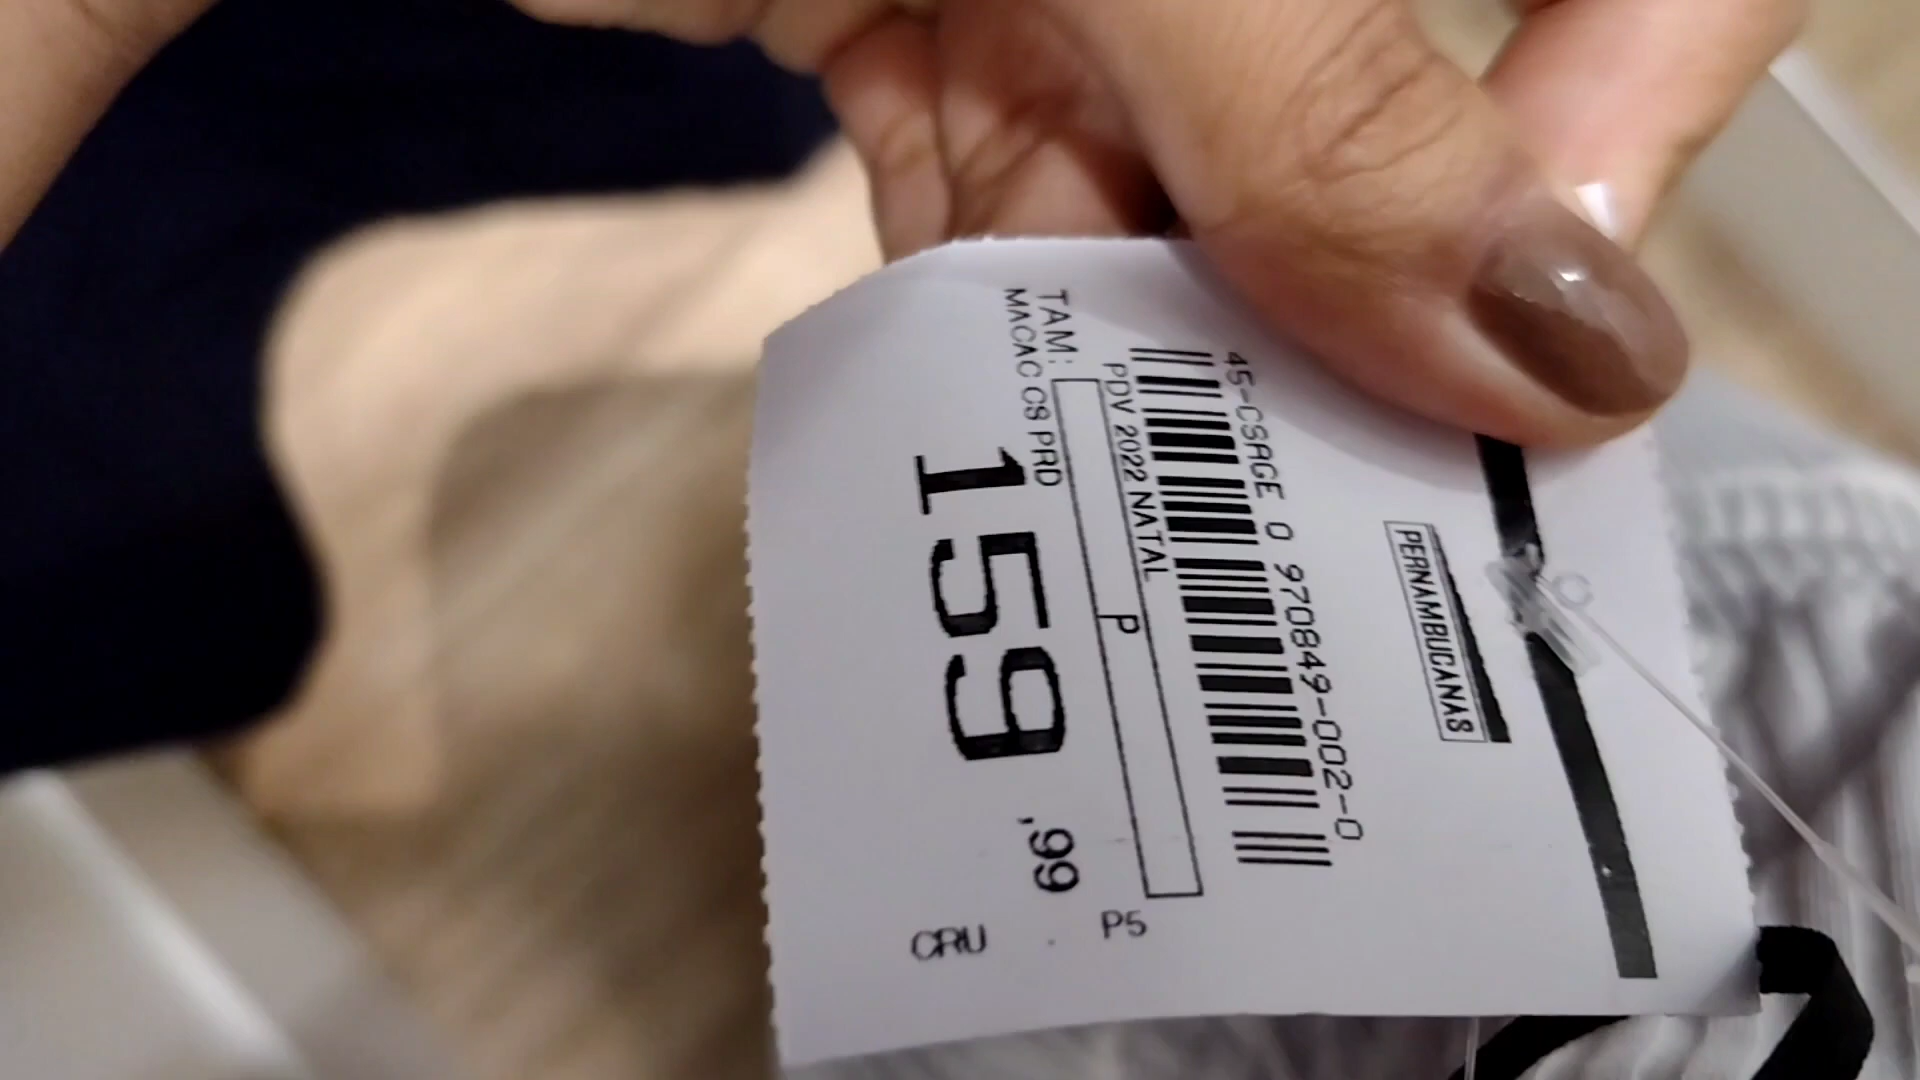 PERNAMBUCANAS
45-CSAGE 0 970849-002-0
PDV 2022 NATAL
TAM: P
MACAC CS PRD
159,99
P5
CRU